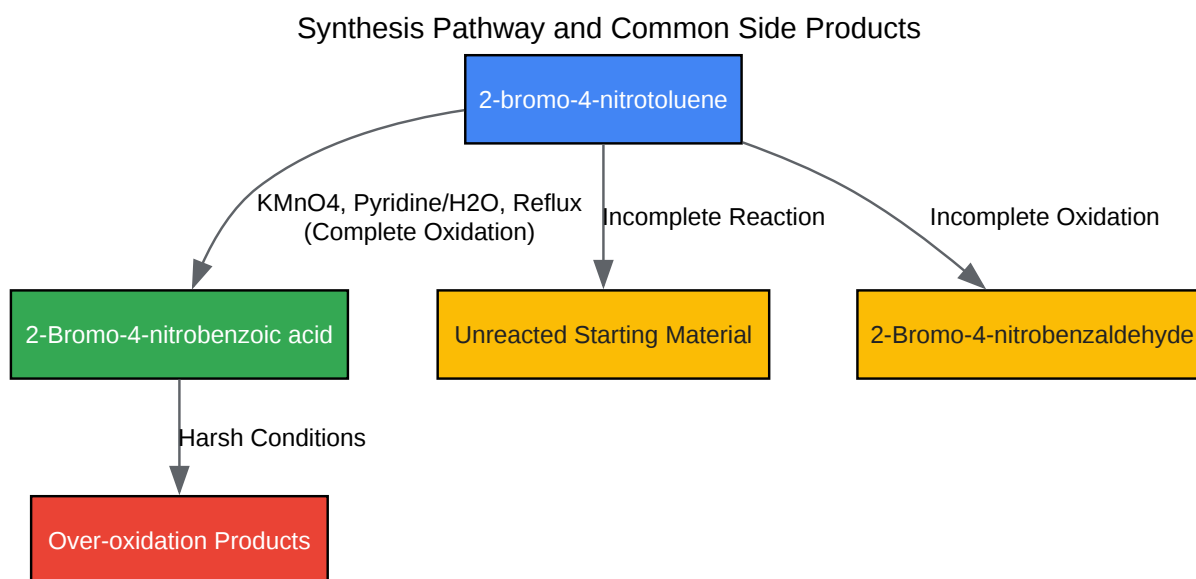 Synthesis Pathway and Common Side Products
2-bromo-4-nitrotoluene
KMnO4, Pyridine/H2O, Reflux
(Complete Oxidation)
Incomplete Reaction
Incomplete Oxidation
2-Bromo-4-nitrobenzoic acid
Unreacted Starting Material
2-Bromo-4-nitrobenzaldehyde
Harsh Conditions
Over-oxidation Products